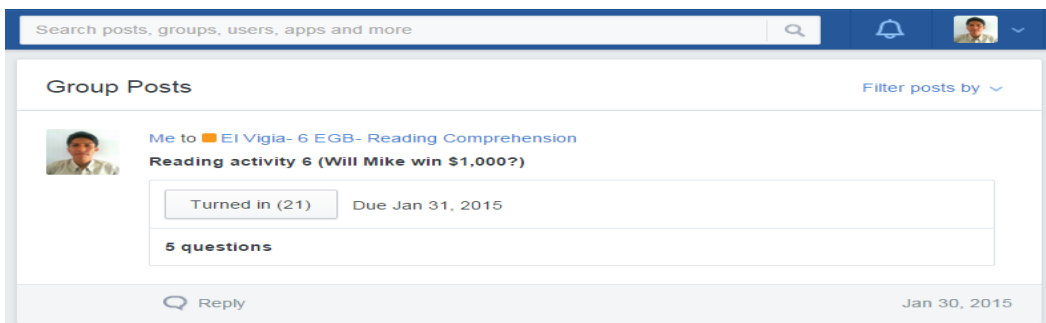 Search posts, groups, users, apps and more
Group Posts
Filter posts by
Me to El Vigia- 6 EGB- Reading Comprehension
Reading activity 6 (Will Mike win $1,000?)
Turned in (21)
Due Jan 31, 2015
5 questions
Reply
Jan 30, 2015